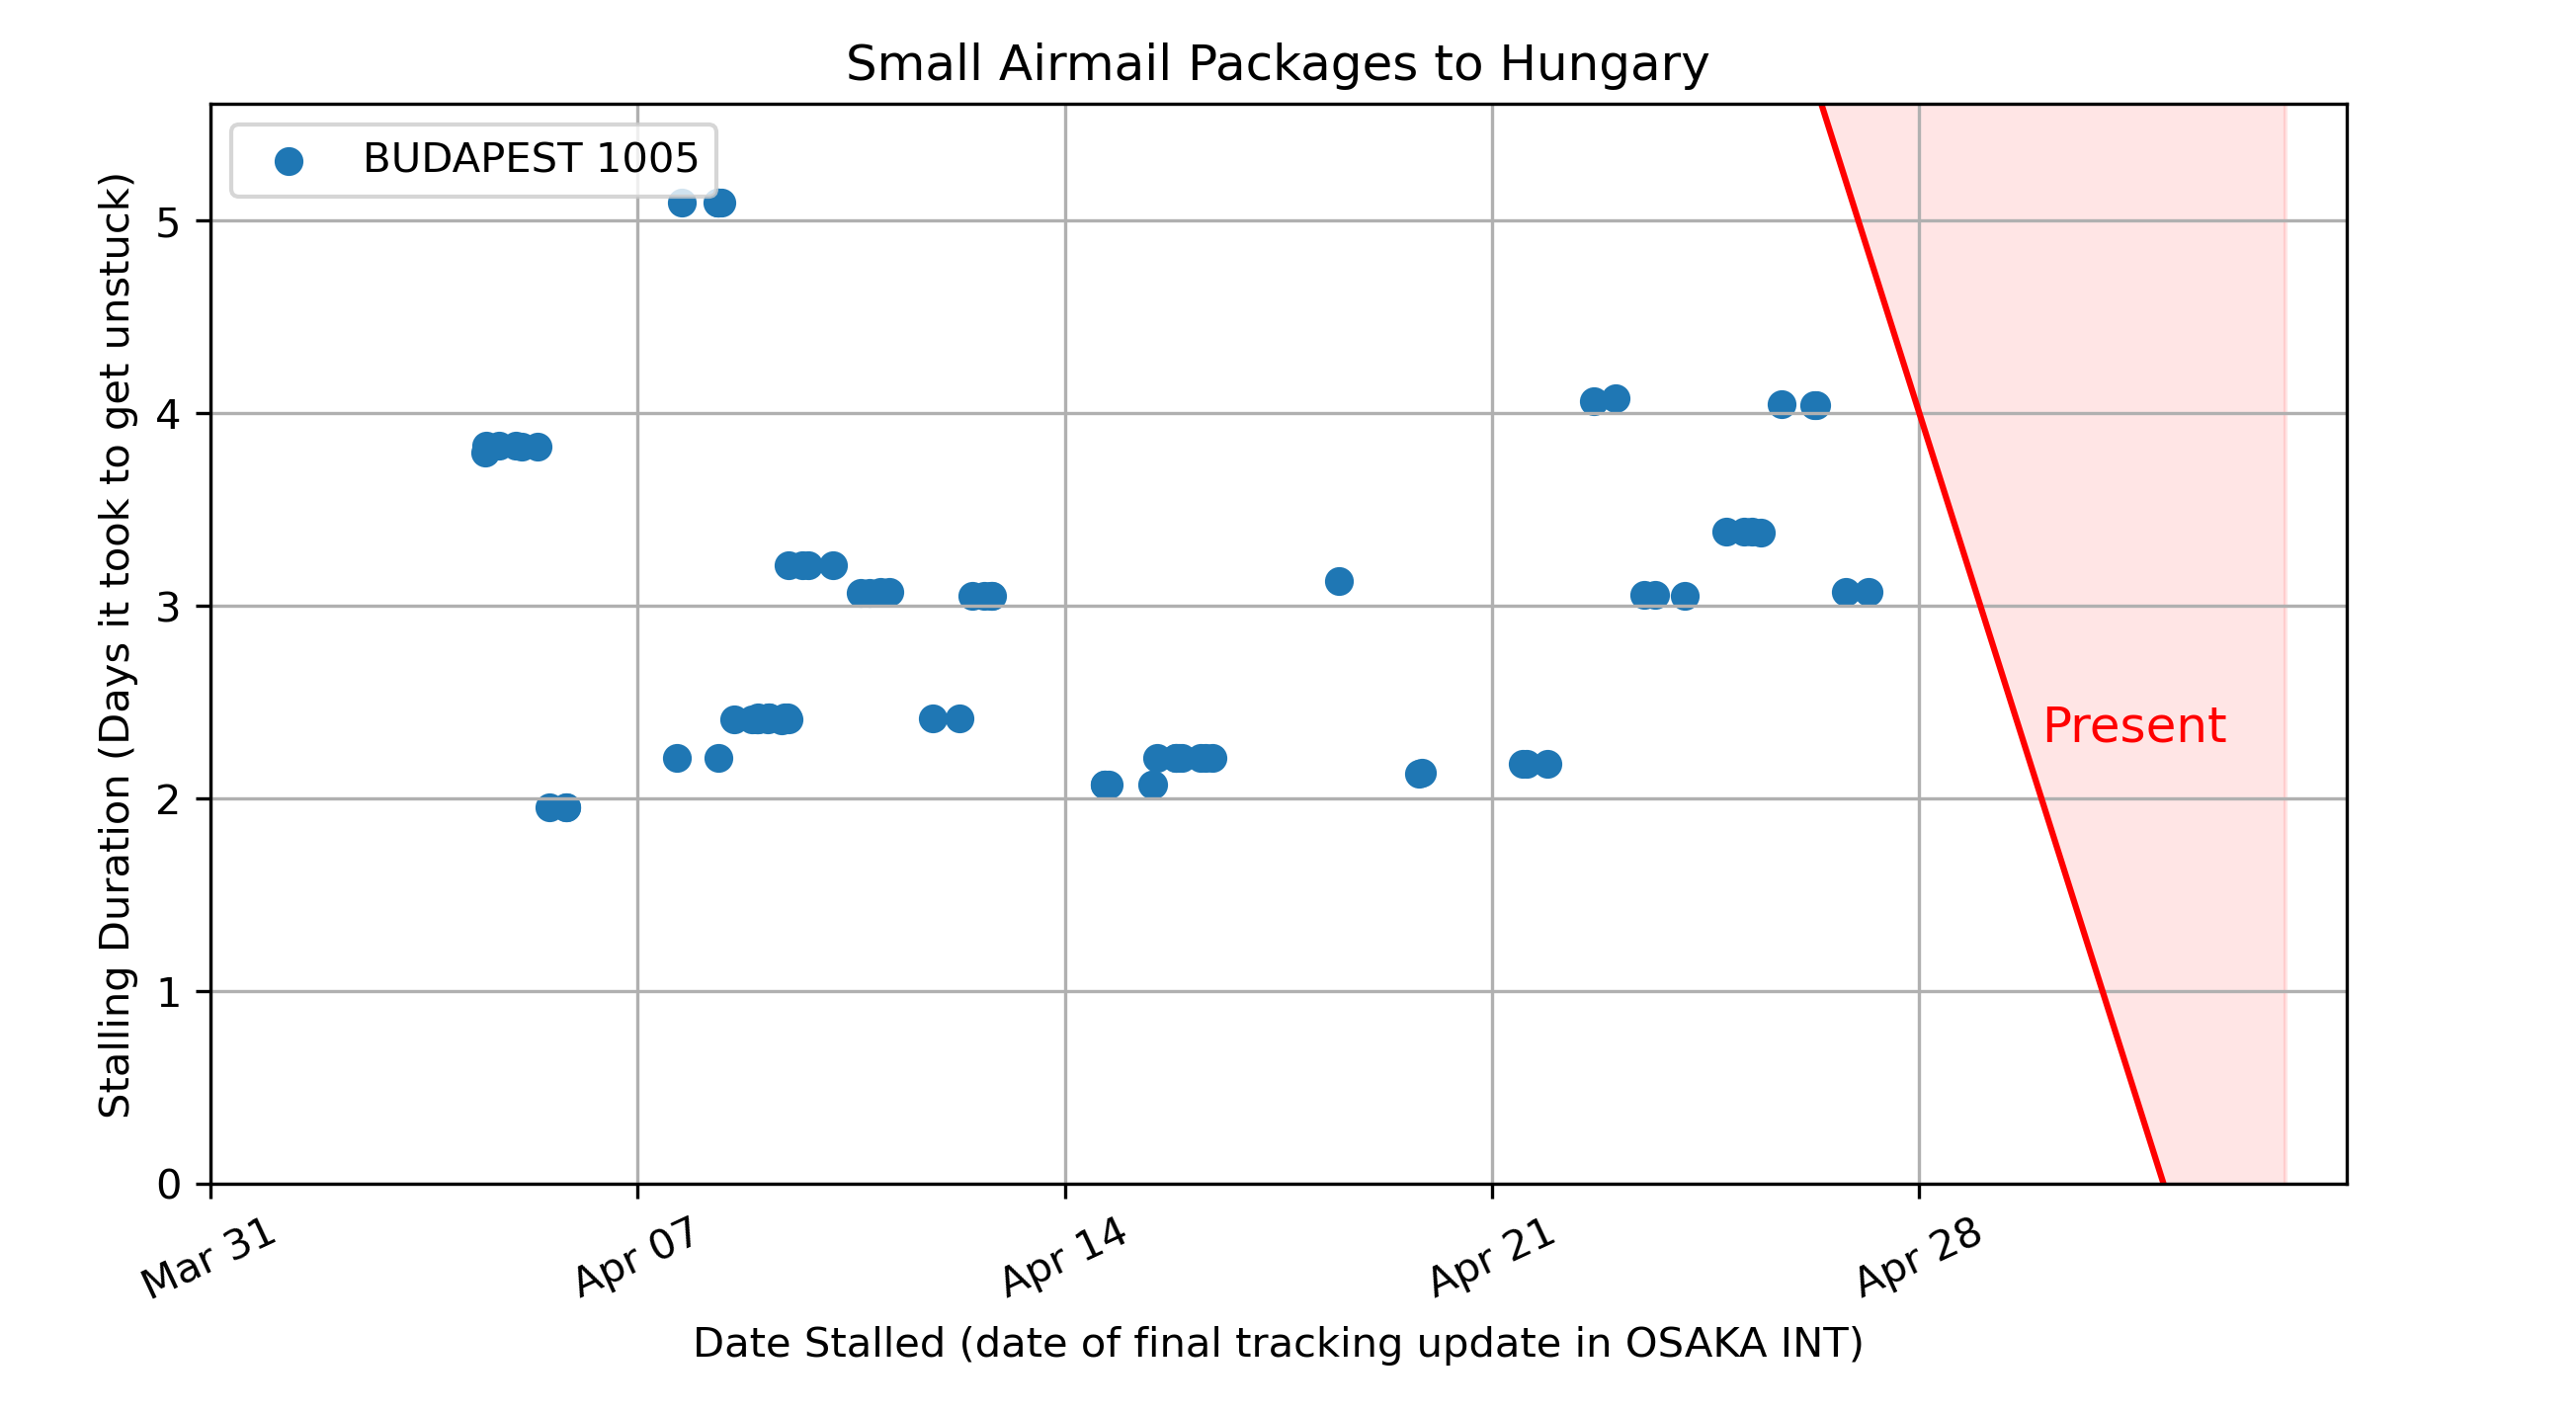 Small Airmail Packages to Hungary
BUDAPEST 1005
Stalling Duration (Days it took to get unstuck)
5
4
3
2
1
0
Present
Mar 31
Apr 07
Apr 14
Apr 21
Apr 28
Date Stalled (date of final tracking update in OSAKA INT)